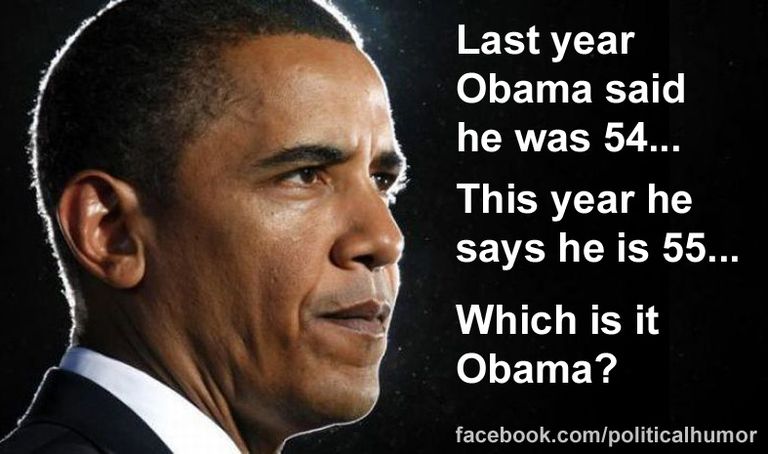 Last year
Obama said
he was 54...
This year he
says he is 55...
Which is it
Obama?
facebook.com/politicalhumor